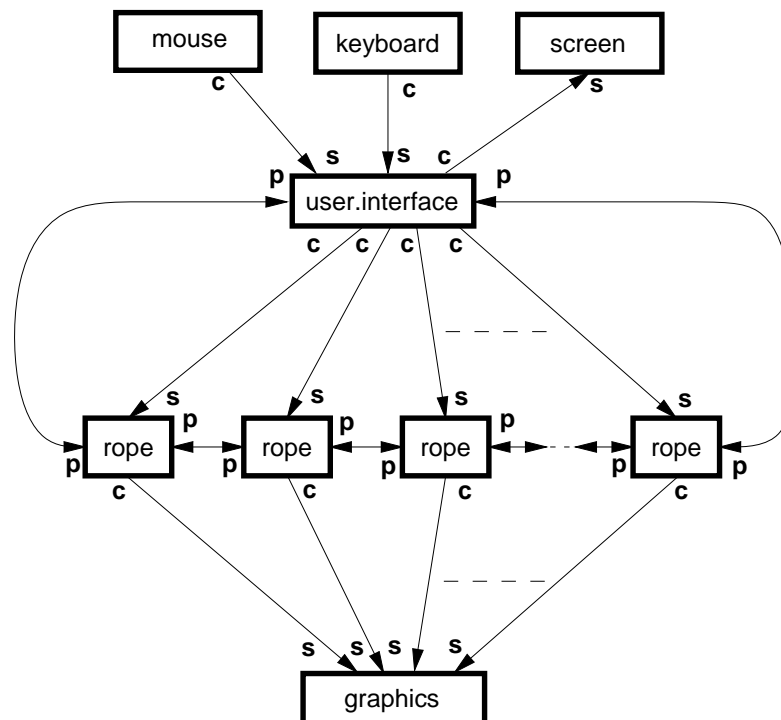 mouse keyboard screen
c c s
s s c
p p
user.interface
c c c c
s s s s
p p p p
rope rope rope rope
p p p p p
c c c c
s s s s
graphics